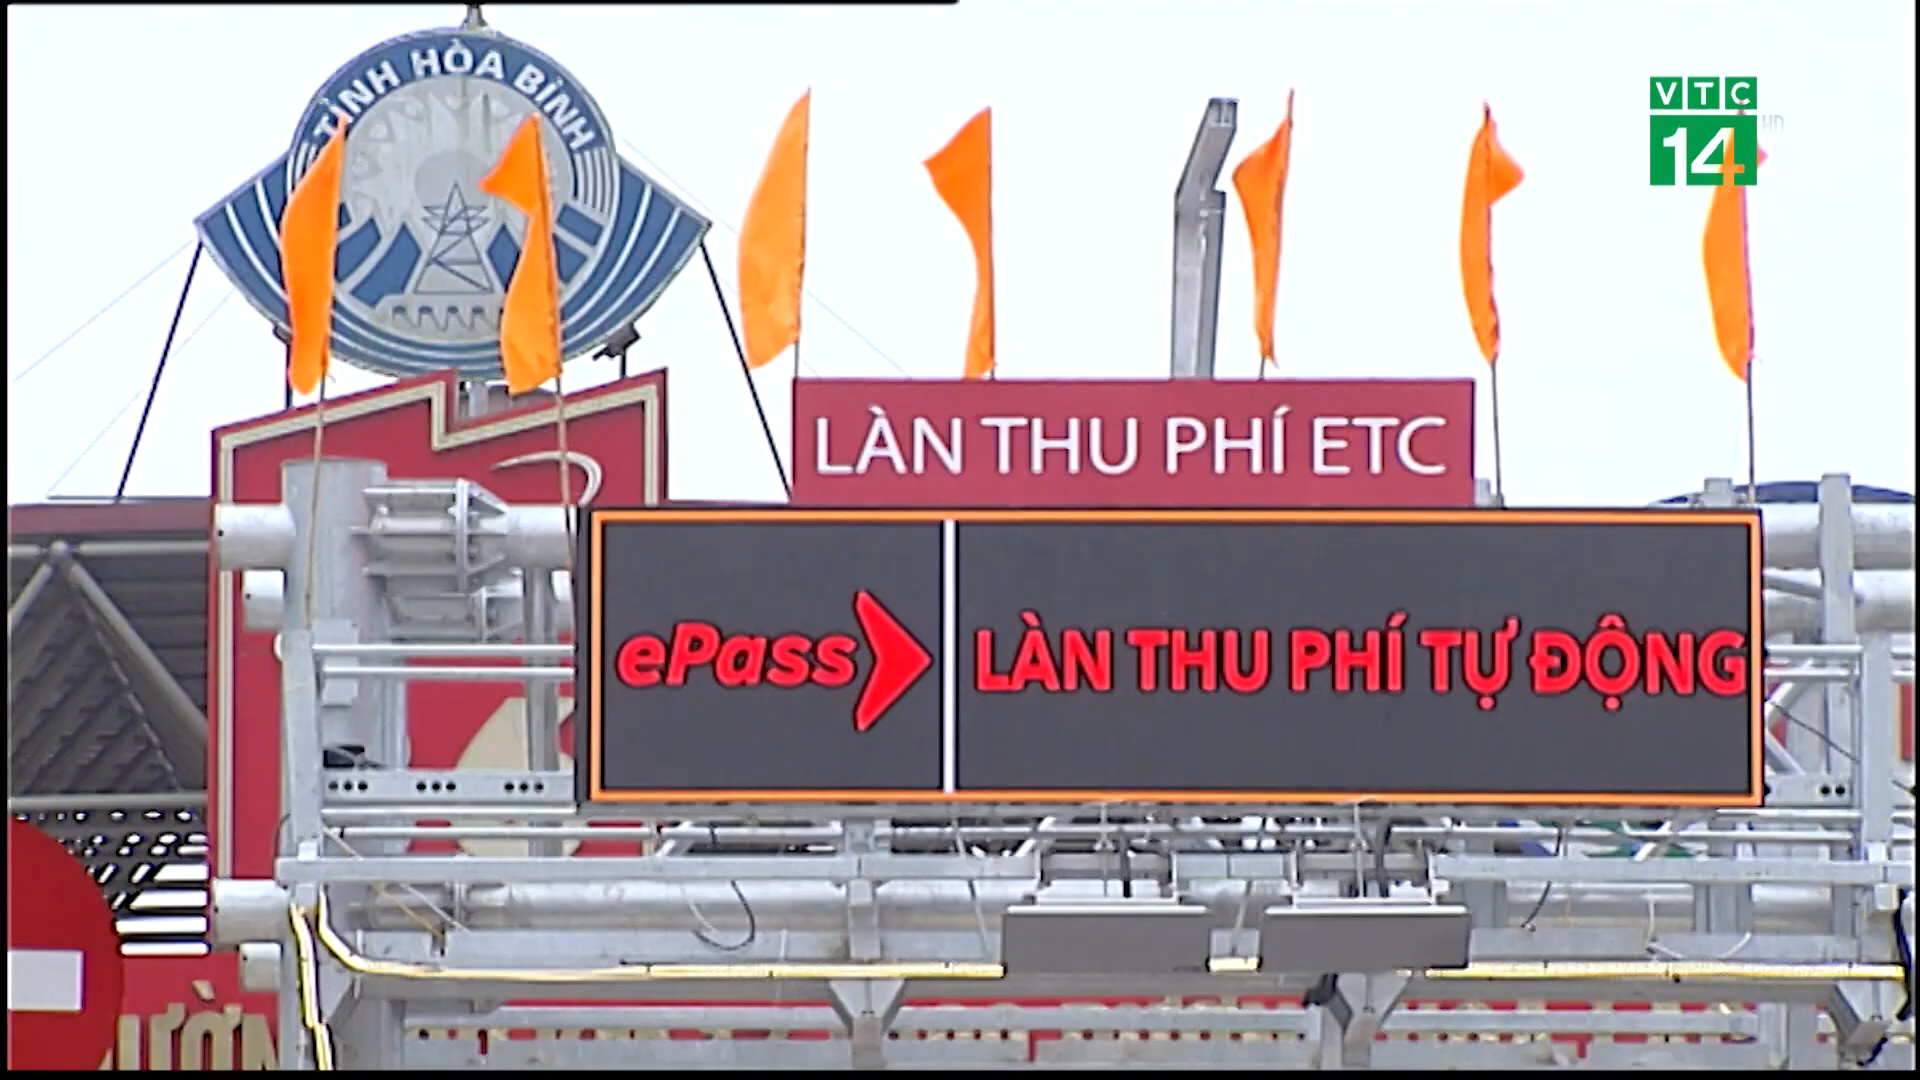 TỈNH HÒA BÌNH
VTC
14
HD
LÀN THU PHÍ ETC
ePass
LÀN THU PHÍ TỰ ĐỘNG